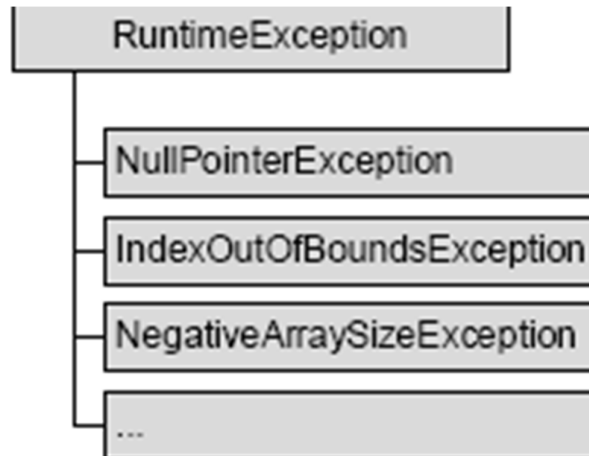 RuntimeException
NullPointerException
IndexOutOfBoundsException
NegativeArraySizeException
...